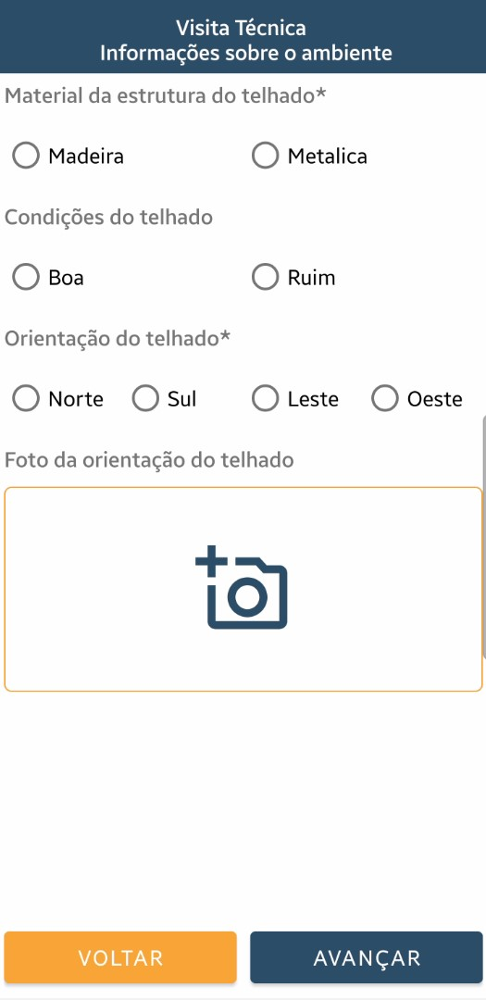 Visita Técnica
Informações sobre o ambiente
Material da estrutura do telhado*
Madeira Metalica
Condições do telhado
Boa Ruim
Orientação do telhado*
Norte Sul Leste Oeste
Foto da orientação do telhado
VOLTAR AVANÇAR